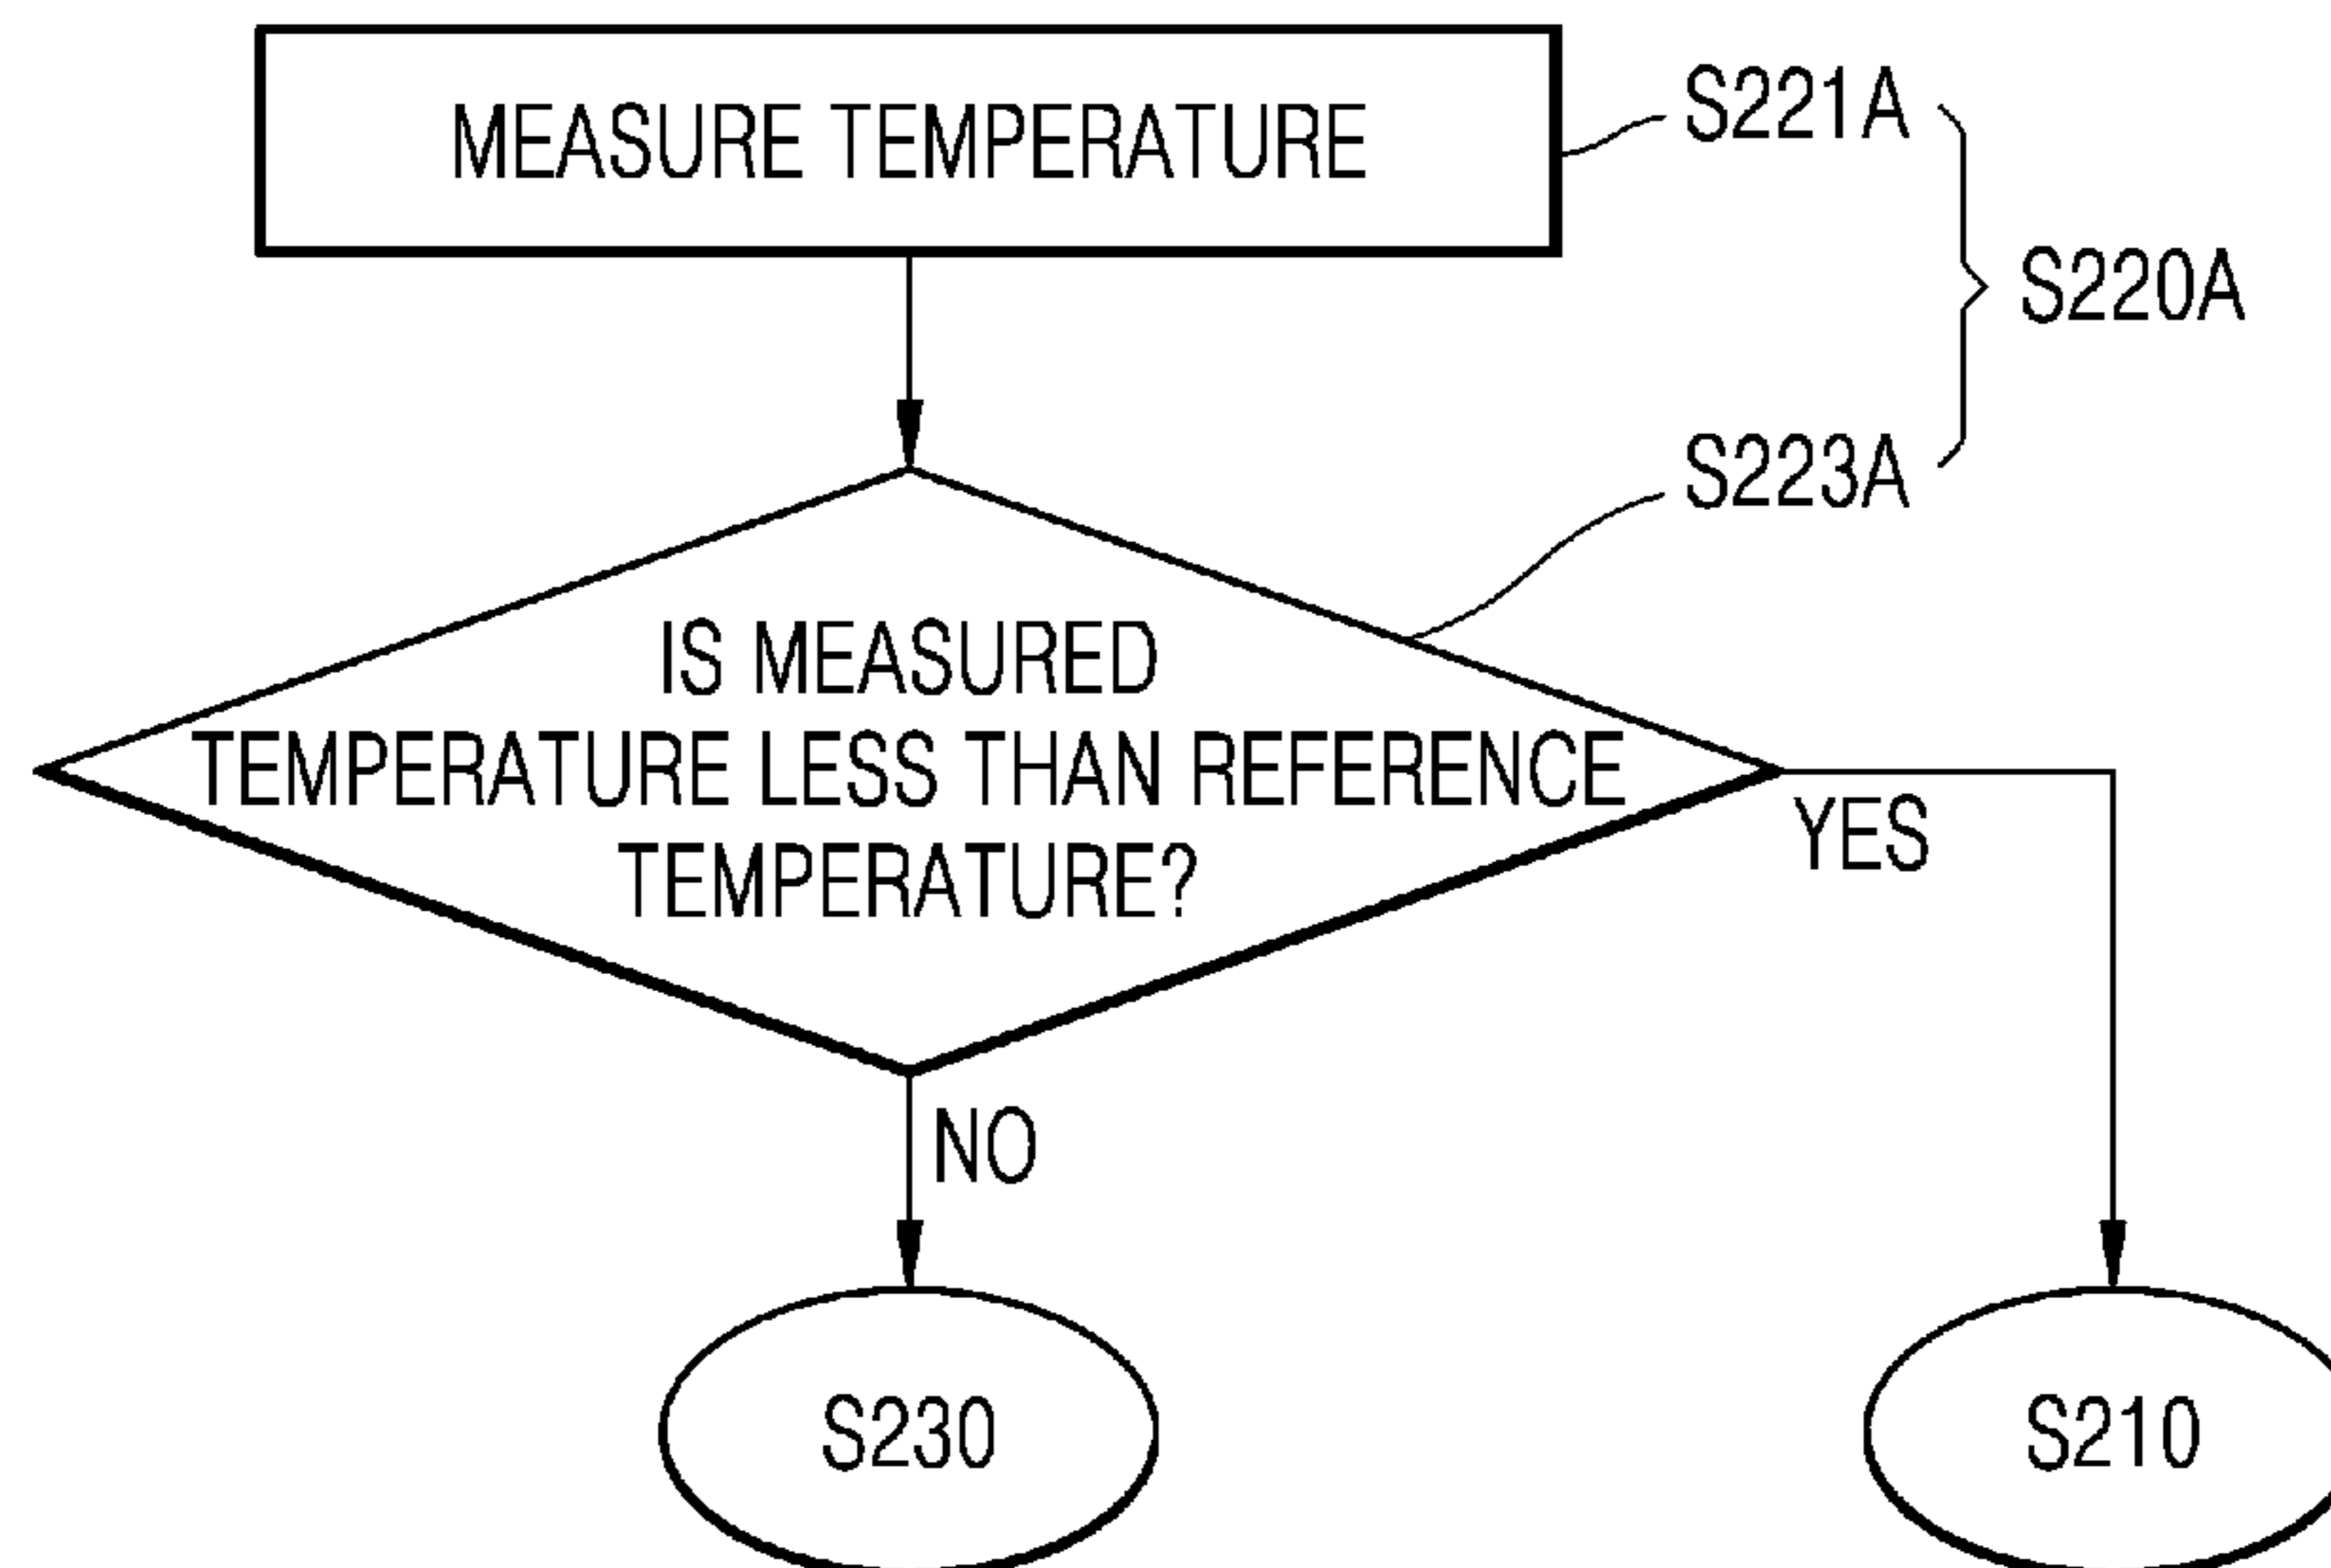 MEASURE TEMPERATURE
S221A
S220A
S223A
IS MEASURED
TEMPERATURE LESS THAN REFERENCE
TEMPERATURE?
YES
NO
S230
S210